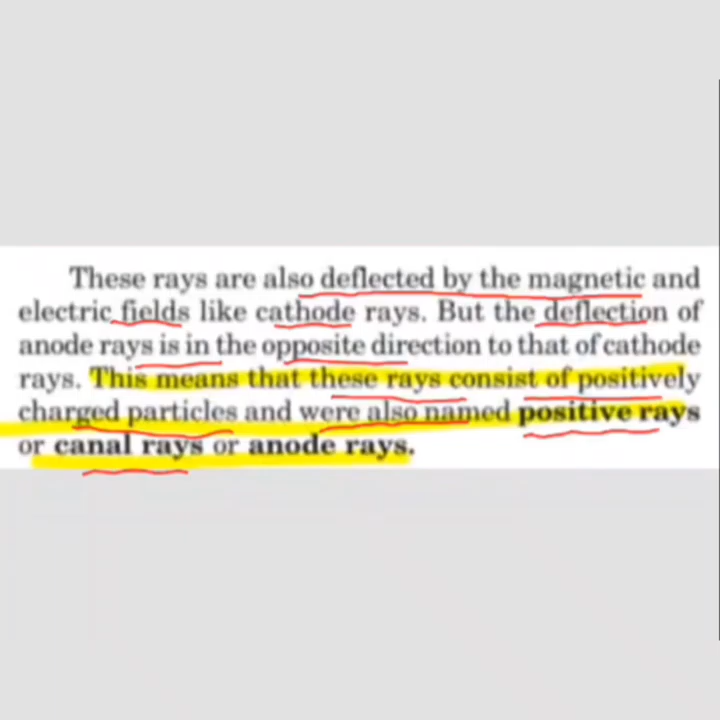 These rays are also deflected by the magnetic and
electric fields like cathode rays. But the deflection of
anode rays is in the opposite direction to that of cathode
rays. This means that these rays consist of positively
charged particles and were also named positive rays
or canal rays or anode rays.